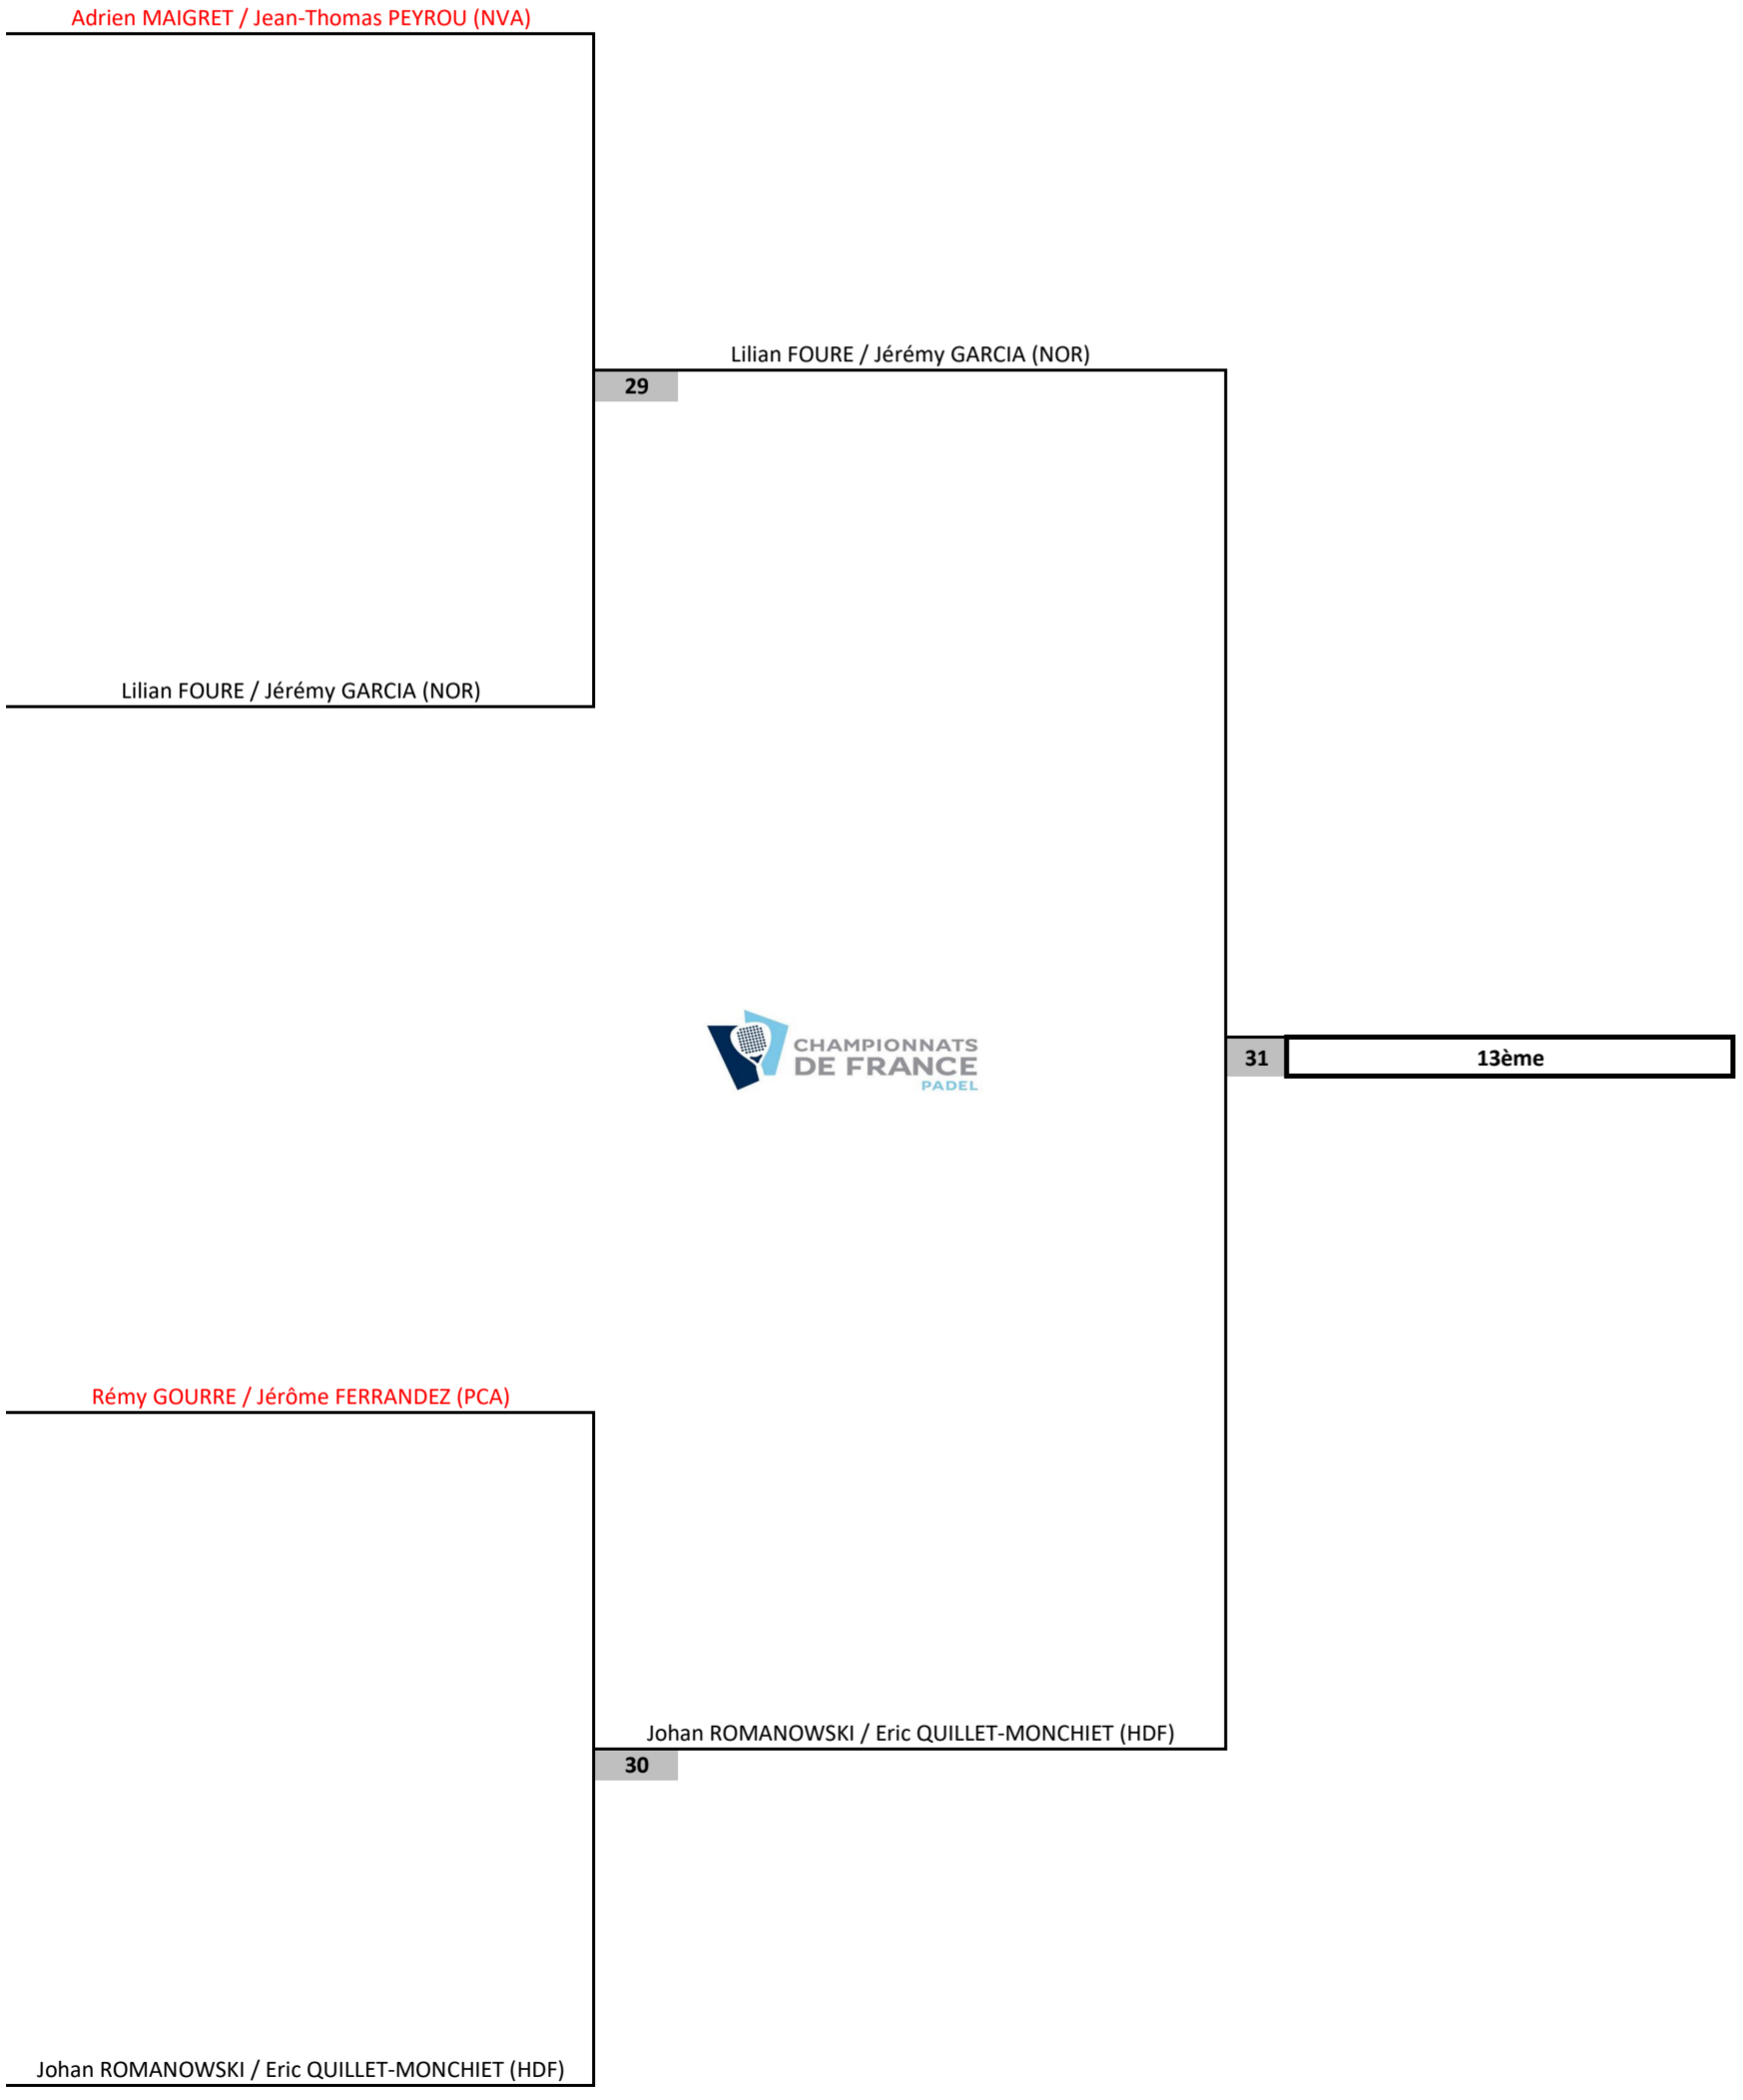 Adrien MAIGRET / Jean-Thomas PEYROU (NVA)
Lilian FOURE / Jérémy GARCIA (NOR)
29
Lilian FOURE / Jérémy GARCIA (NOR)
CHAMPIONNATS
DE FRANCE
PADEL
31
13ème
Rémy GOURRE / Jérôme FERRANDEZ (PCA)
Johan ROMANOWSKI / Eric QUILLET-MONCHIET (HDF)
30
Johan ROMANOWSKI / Eric QUILLET-MONCHIET (HDF)